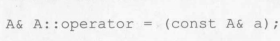 A& A::operator = (const A& a);